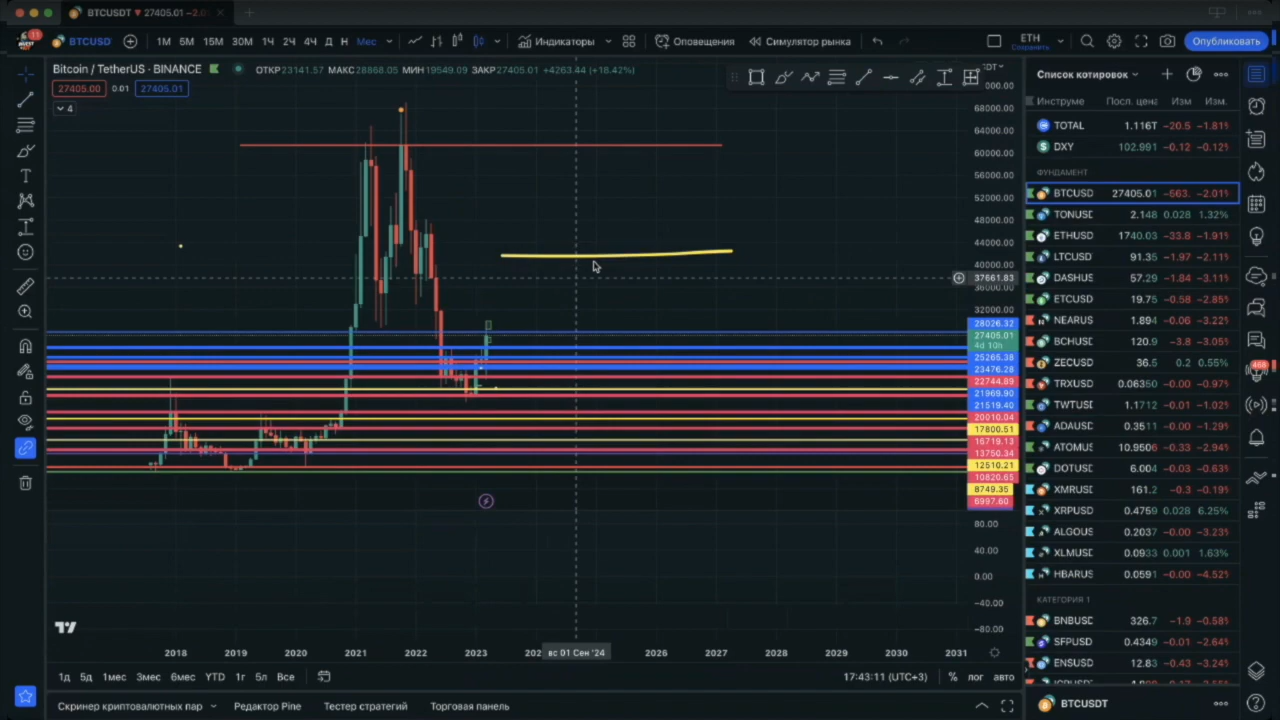 BTCUSDT ▼ 27405.01 −2.0
11
BTCUSD 1М 6М 15М 30М 1Ч 2Ч 4Ч Д Н Мес Индикаторы Оповещения Симулятор рынка ETH Сохранить Опубликовать
Bitcoin / TetherUS · BINANCE ОТКР23141.57 МАКС28868.05 МИН19549.09 ЗАКР27405.01 +4263.44 (+18.42%)
27405.00 0.01 27405.01
4
68000.00
64000.00
60000.00
56000.00
52000.00
48000.00
44000.00
40000.00
37661.83
36000.00
32000.00
28026.32
27405.01
4d 10h
25265.38
23476.28
22744.89
21969.90
21519.40
20010.04
17800.51
16719.13
13750.34
12510.21
10820.65
8749.35
6997.60
80.00
40.00
0.00
−40.00
−80.00
2018 2019 2020 2021 2022 2023 вс 01 Сен '24 2026 2027 2028 2029 2030 2031
1д 5д 1мес 3мес 6мес YTD 1г 5л Все 17:43:11 (UTC+3) % лог авто
Скринер криптовалютных пар Редактор Pine Тестер стратегий Торговая панель
Список котировок
Инструме Посл. цена Изм Изм.
TOTAL 1.116T −20.5 −1.81%
DXY 102.991 −0.12 −0.12%
ФУНДАМЕНТ
BTCUSD 27405.01 −563. −2.01%
TONUSD 2.148 0.028 1.32%
ETHUSD 1740.03 −33.8 −1.91%
LTCUSD 91.35 −1.97 −2.11%
DASHUS 57.29 −1.84 −3.11%
ETCUSD 19.75 −0.58 −2.85%
NEARUS 1.894 −0.06 −3.22%
BCHUSD 120.9 −3.8 −3.05%
ZECUSD 36.5 0.2 0.55%
TRXUSD 0.06350 −0.00 −0.97%
TWTUSD 1.1712 −0.01 −1.02%
ADAUSD 0.3511 −0.00 −1.29%
ATOMUS 10.9506 −0.33 −2.94%
DOTUSD 6.004 −0.03 −0.63%
XMRUSD 161.2 −0.3 −0.19%
XRPUSD 0.4759 0.028 6.25%
ALGOUS 0.2037 −0.00 −3.23%
XLMUSD 0.0933 0.001 1.63%
HBARUS 0.0591 −0.00 −4.52%
КАТЕГОРИЯ 1
BNBUSD 326.7 −1.9 −0.58%
SFPUSD 0.4349 −0.01 −2.64%
ENSUSD 12.83 −0.43 −3.24%
BTCUSDT
468